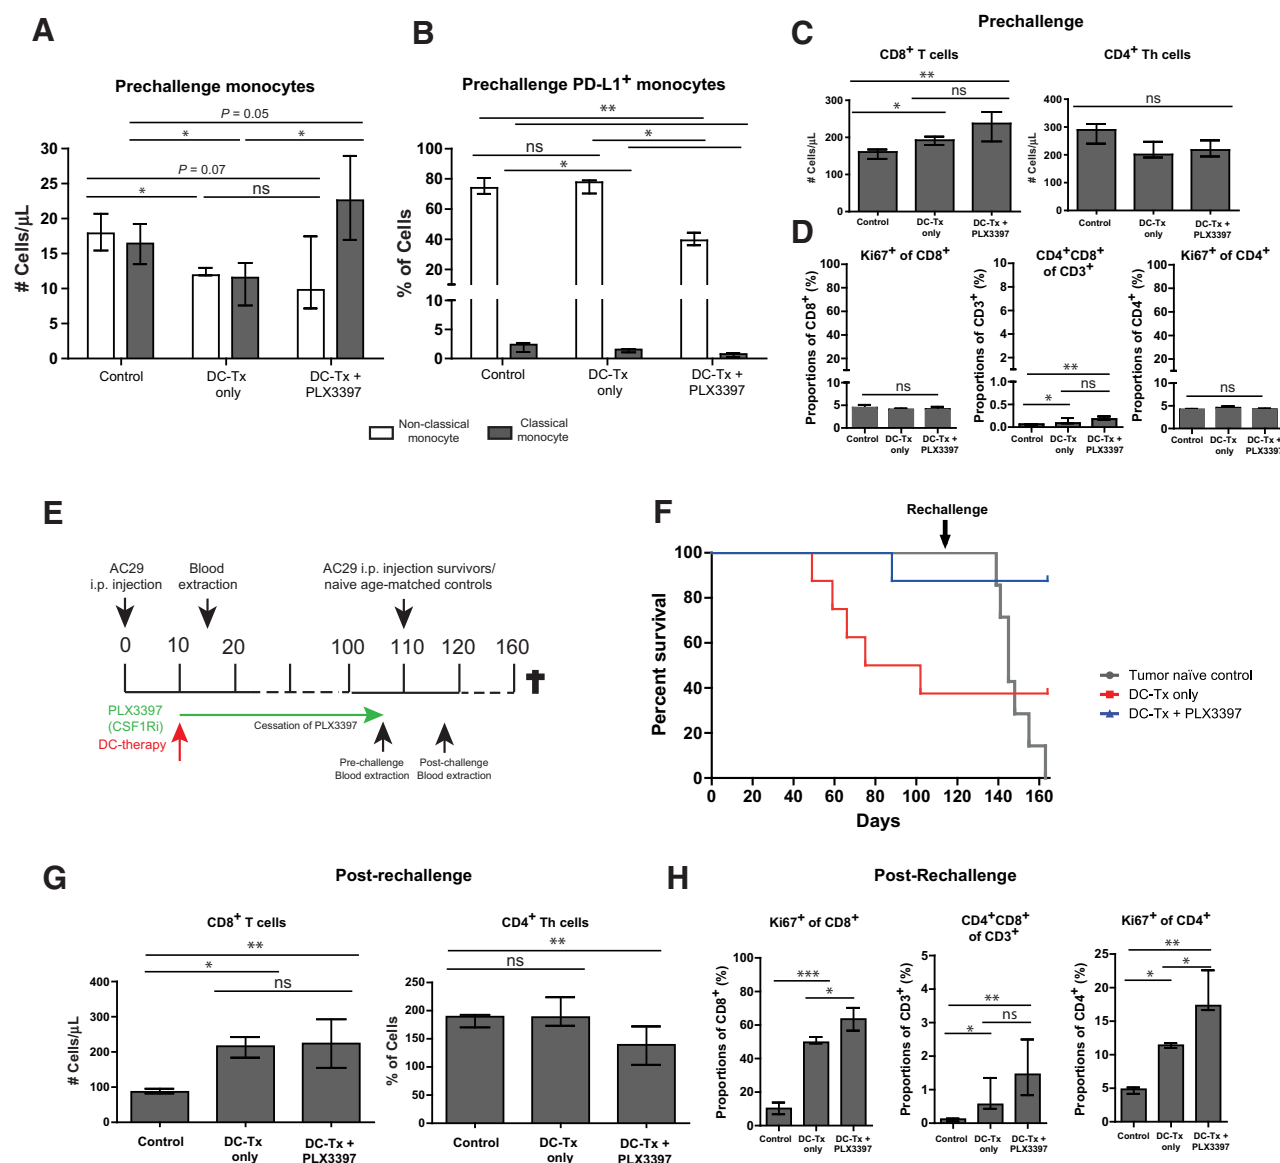 A
Prechallenge monocytes
P = 0.05
*
*
P = 0.07
*
ns
# Cells/µL
30
25
20
15
10
5
0
Control
DC-Tx
only
DC-Tx +
PLX3397
B
Prechallenge PD-L1+ monocytes
**
*
ns
*
% of Cells
100
80
60
40
20
10
5
0
Control
DC-Tx
only
DC-Tx +
PLX3397
Non-classical
monocyte
Classical
monocyte
Prechallenge
C
CD8+ T cells
**
ns
*
# Cells/µL
300
200
100
0
Control
DC-Tx
only
DC-Tx +
PLX3397
CD4+ Th cells
ns
# Cells/µL
400
300
200
100
0
Control
DC-Tx
only
DC-Tx +
PLX3397
D
Ki67+ of CD8+
Proportions of CD8+ (%)
100
80
60
40
20
10
5
0
ns
Control
DC-Tx
only
DC-Tx +
PLX3397
CD4+CD8+
of CD3+
Proportions of CD3+ (%)
10
8
6
4
2
1.0
0.5
0.0
**
ns
*
Control
DC-Tx
only
DC-Tx +
PLX3397
Ki67+ of CD4+
Proportions of CD4+ (%)
100
80
60
40
20
10
5
0
ns
Control
DC-Tx
only
DC-Tx +
PLX3397
E
AC29
i.p. injection
Blood
extraction
AC29 i.p. injection survivors/
naive age-matched controls
0
10
20
100
110
120
160
PLX3397
(CSF1Ri)
DC-therapy
Cessation of PLX3397
Pre-challenge
Blood extraction
Post-challenge
Blood extraction
F
Rechallenge
Percent survival
100
80
60
40
20
0
0
20
40
60
80
100
120
140
160
Days
Tumor naïve control
DC-Tx only
DC-Tx + PLX3397
G
Post-rechallenge
CD8+ T cells
**
*
ns
# Cells/µL
400
300
200
100
0
Control
DC-Tx
only
DC-Tx +
PLX3397
CD4+ Th cells
**
ns
% of Cells
250
200
150
100
50
0
Control
DC-Tx
only
DC-Tx +
PLX3397
H
Post-Rechallenge
Ki67+ of CD8+
***
*
Proportions of CD8+ (%)
100
80
60
40
20
0
Control
DC-Tx
only
DC-Tx +
PLX3397
CD4+CD8+
of CD3+
**
ns
*
Proportions of CD3+ (%)
5
4
3
2
1
0
Control
DC-Tx
only
DC-Tx +
PLX3397
Ki67+ of CD4+
**
*
*
Proportions of CD4+ (%)
25
20
15
10
5
0
Control
DC-Tx
only
DC-Tx +
PLX3397